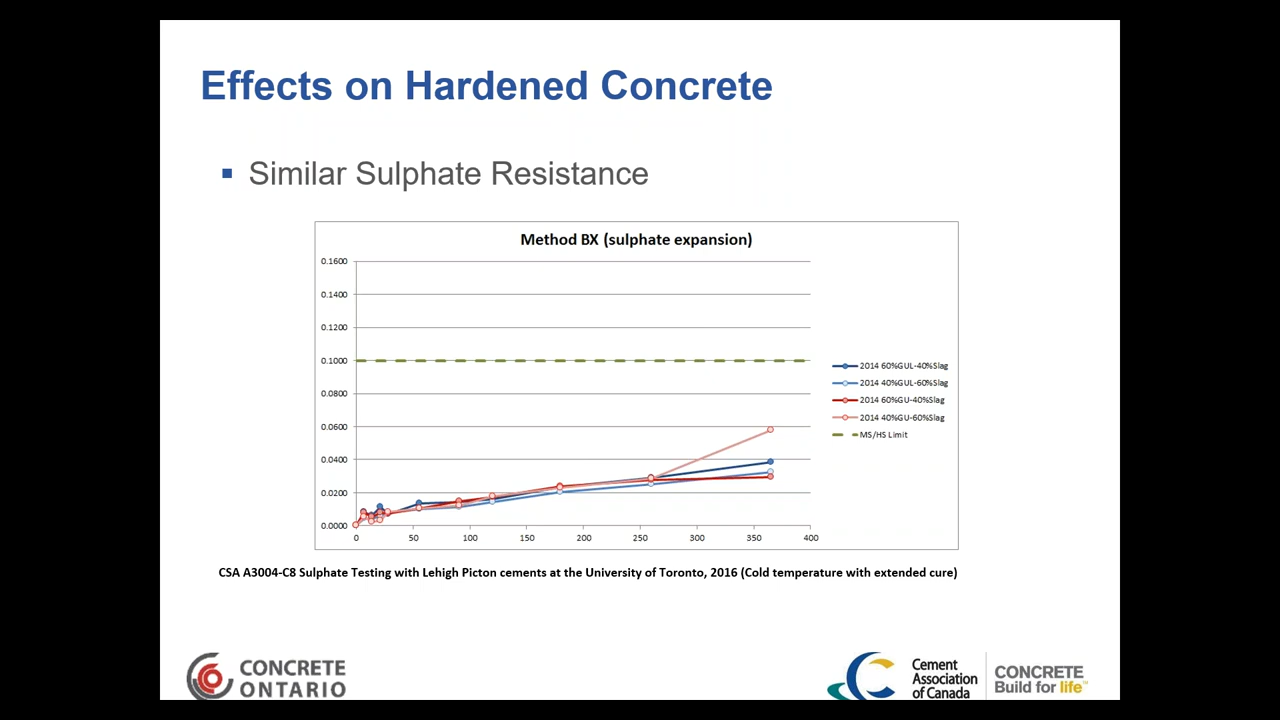 Effects on Hardened Concrete
▪ Similar Sulphate Resistance
Method BX (sulphate expansion)
0.1600
0.1400
0.1200
0.1000
0.0800
0.0600
0.0400
0.0200
0.0000
0 50 100 150 200 250 300 350 400
2014 60%GUL-40%Slag
2014 40%GUL-60%Slag
2014 60%GU-40%Slag
2014 40%GU-60%Slag
MS/HS Limit
CSA A3004-C8 Sulphate Testing with Lehigh Picton cements at the University of Toronto, 2016 (Cold temperature with extended cure)
CONCRETE
ONTARIO
Cement
Association
of Canada
CONCRETE
Build for life™